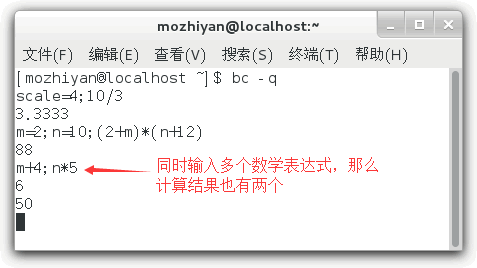 mozhiyan@localhost:~
文件(F) 编辑(E) 查看(V) 搜索(S) 终端(T) 帮助(H)
[mozhiyan@localhost ~]$ bc -q
scale=4;10/3
3.3333
m=2;n=10;(2+m)*(n+12)
88
m+4;n*5
同时输入多个数学表达式，那么
计算结果也有两个
6
50